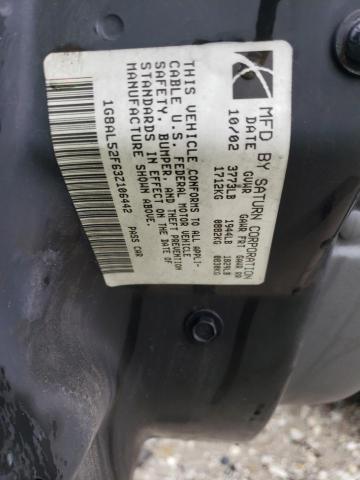 MFD BY SATURN CORPORATION
DATE GVWR GAWR FRT GAWR RR
10/02 3773LB 1944LB 1829LB
1712KG 0882KG 0830KG
THIS VEHICLE CONFORMS TO ALL APPLI-
CABLE U.S. FEDERAL MOTOR VEHICLE
SAFETY, BUMPER, AND THEFT PREVENTION
STANDARDS IN EFFECT ON THE DATE OF
MANUFACTURE SHOWN ABOVE.
1G8AL52F63Z106442 PASS CAR